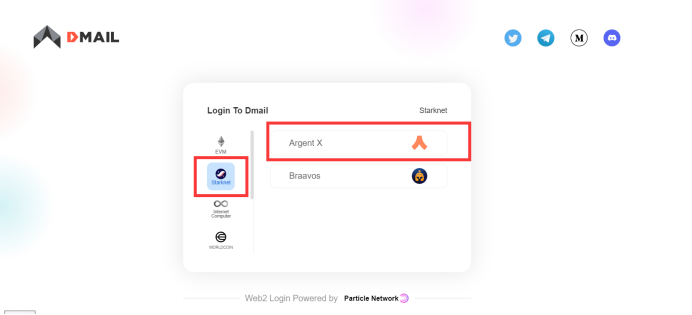 DMAIL
M
Login To Dmail
Starknet
EVM
Argent X
Starknet
Braavos
Internet
Computer
WORLDCOIN
Web2 Login Powered by Particle Network